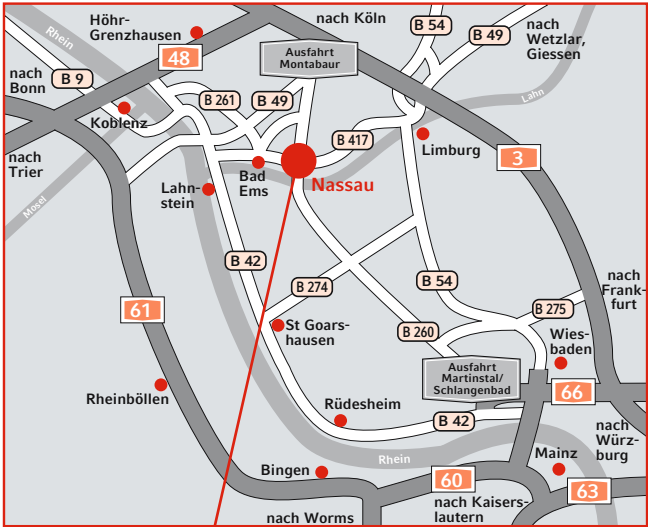 Höhr-
Grenzhausen
nach Köln
B 54
B 49
nach
Wetzlar,
Giessen
Rhein
48
Ausfahrt
Montabaur
nach
Bonn
B 9
B 261
B 49
Lahn
Koblenz
B 417
Limburg
nach
Trier
3
Bad
Ems
Nassau
Lahn-
stein
Mosel
B 42
B 274
B 54
nach
Frank-
furt
61
B 275
St Goars-
hausen
B 260
Wies-
baden
Ausfahrt
Martinstal/
Schlangenbad
Rheinböllen
66
Rüdesheim
B 42
nach
Würz-
burg
Rhein
Mainz
Bingen
60
63
nach Kaisers-
lautern
nach Worms